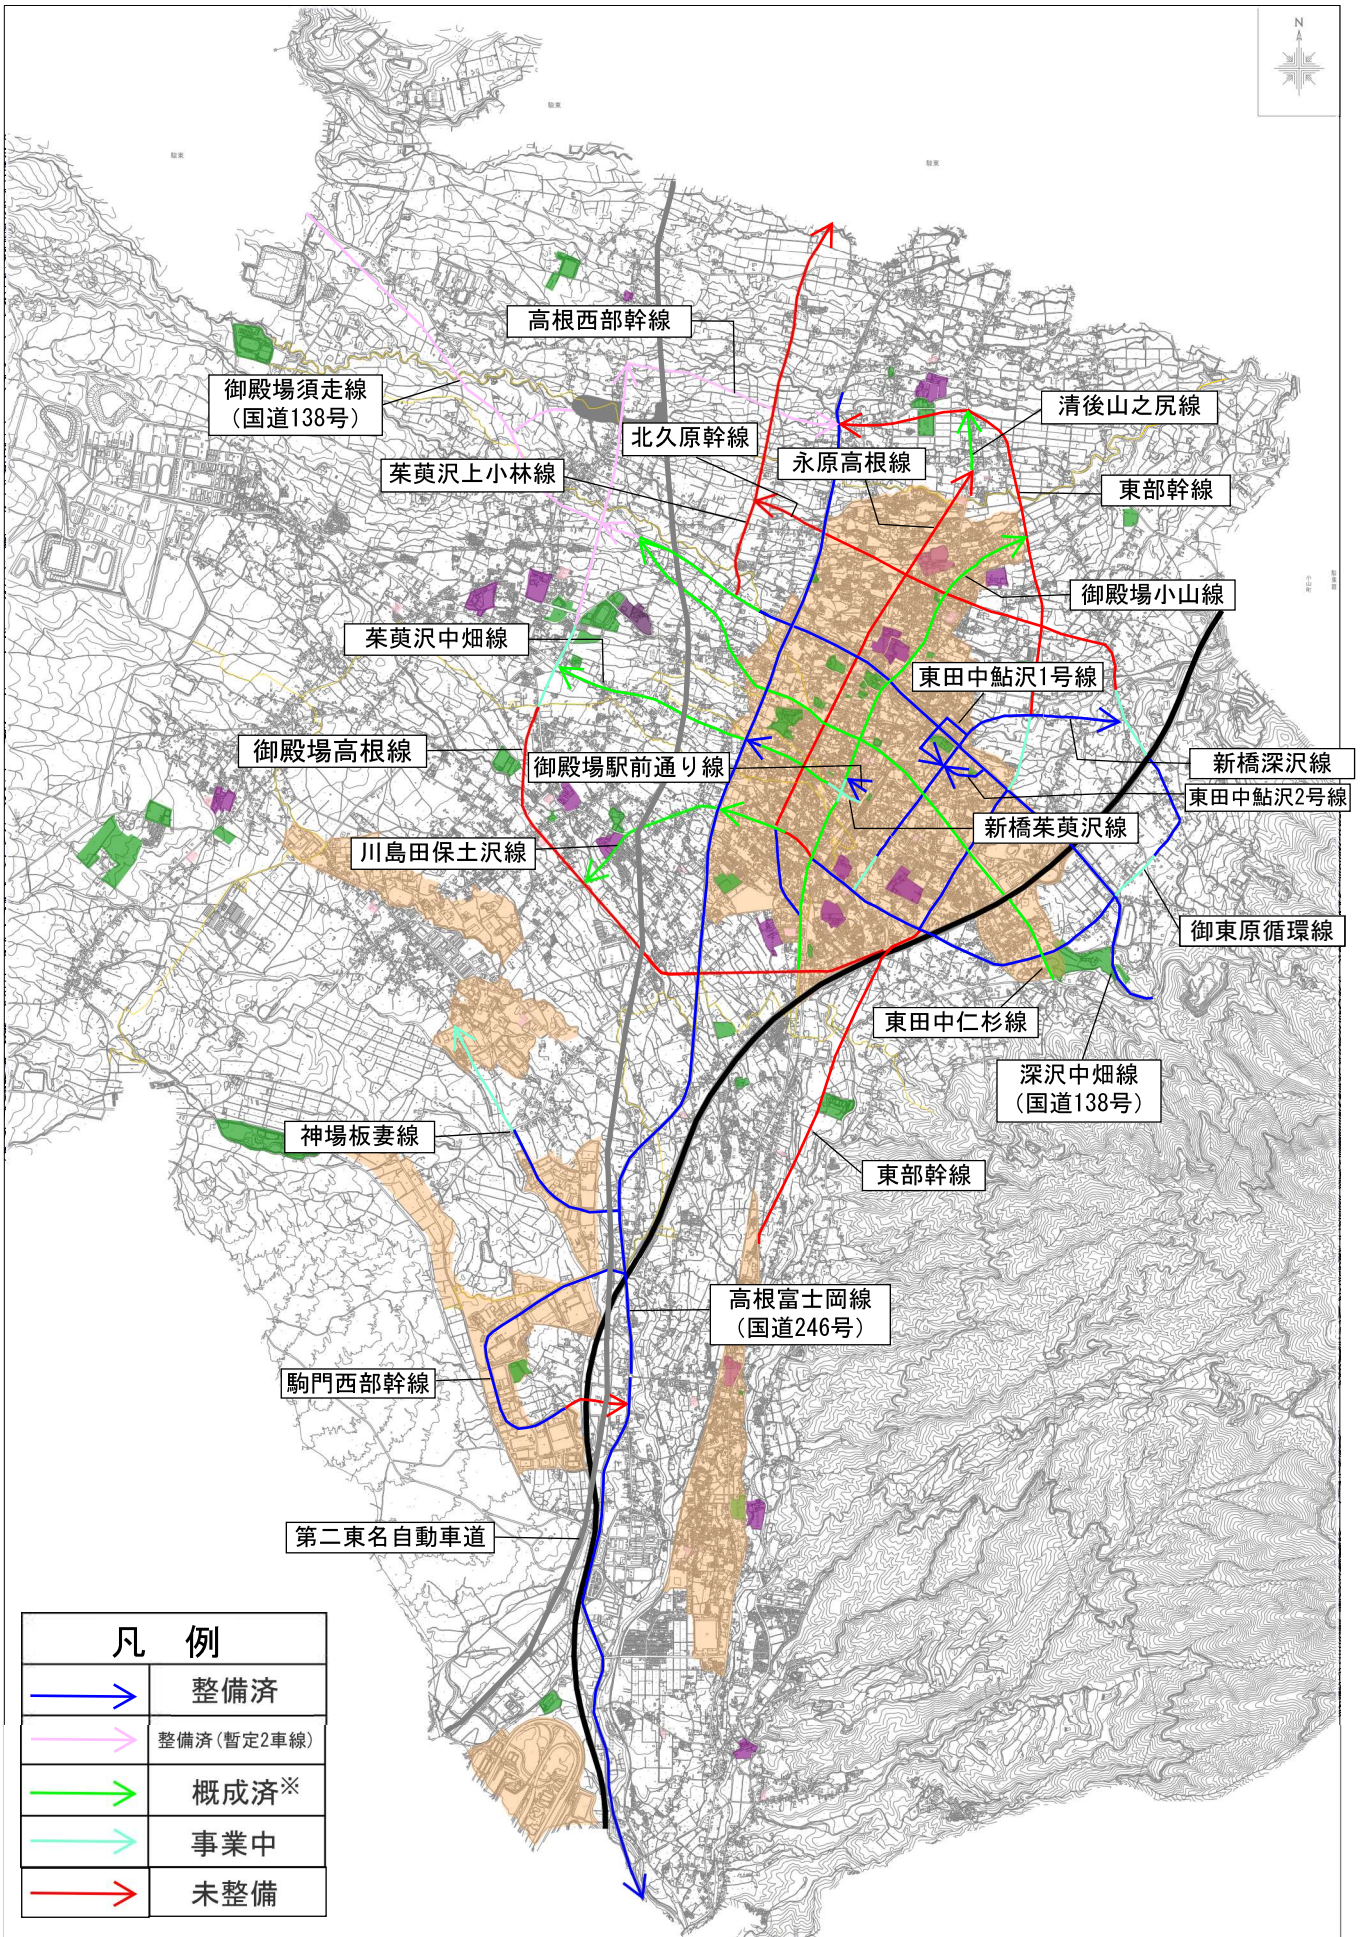 N
駿東
駿東
駿東
高根西部幹線
御殿場須走線
（国道138号）
清後山之尻線
北久原幹線
永原高根線
茱萸沢上小林線
東部幹線
小山町
御殿場小山線
茱萸沢中畑線
東田中鮎沢1号線
御殿場高根線
御殿場駅前通り線
新橋深沢線
東田中鮎沢2号線
新橋茱萸沢線
川島田保土沢線
御東原循環線
東田中仁杉線
深沢中畑線
（国道138号）
神場板妻線
東部幹線
高根富士岡線
（国道246号）
駒門西部幹線
第二東名自動車道
凡 例
整備済
整備済(暫定2車線)
概成済※
事業中
未整備